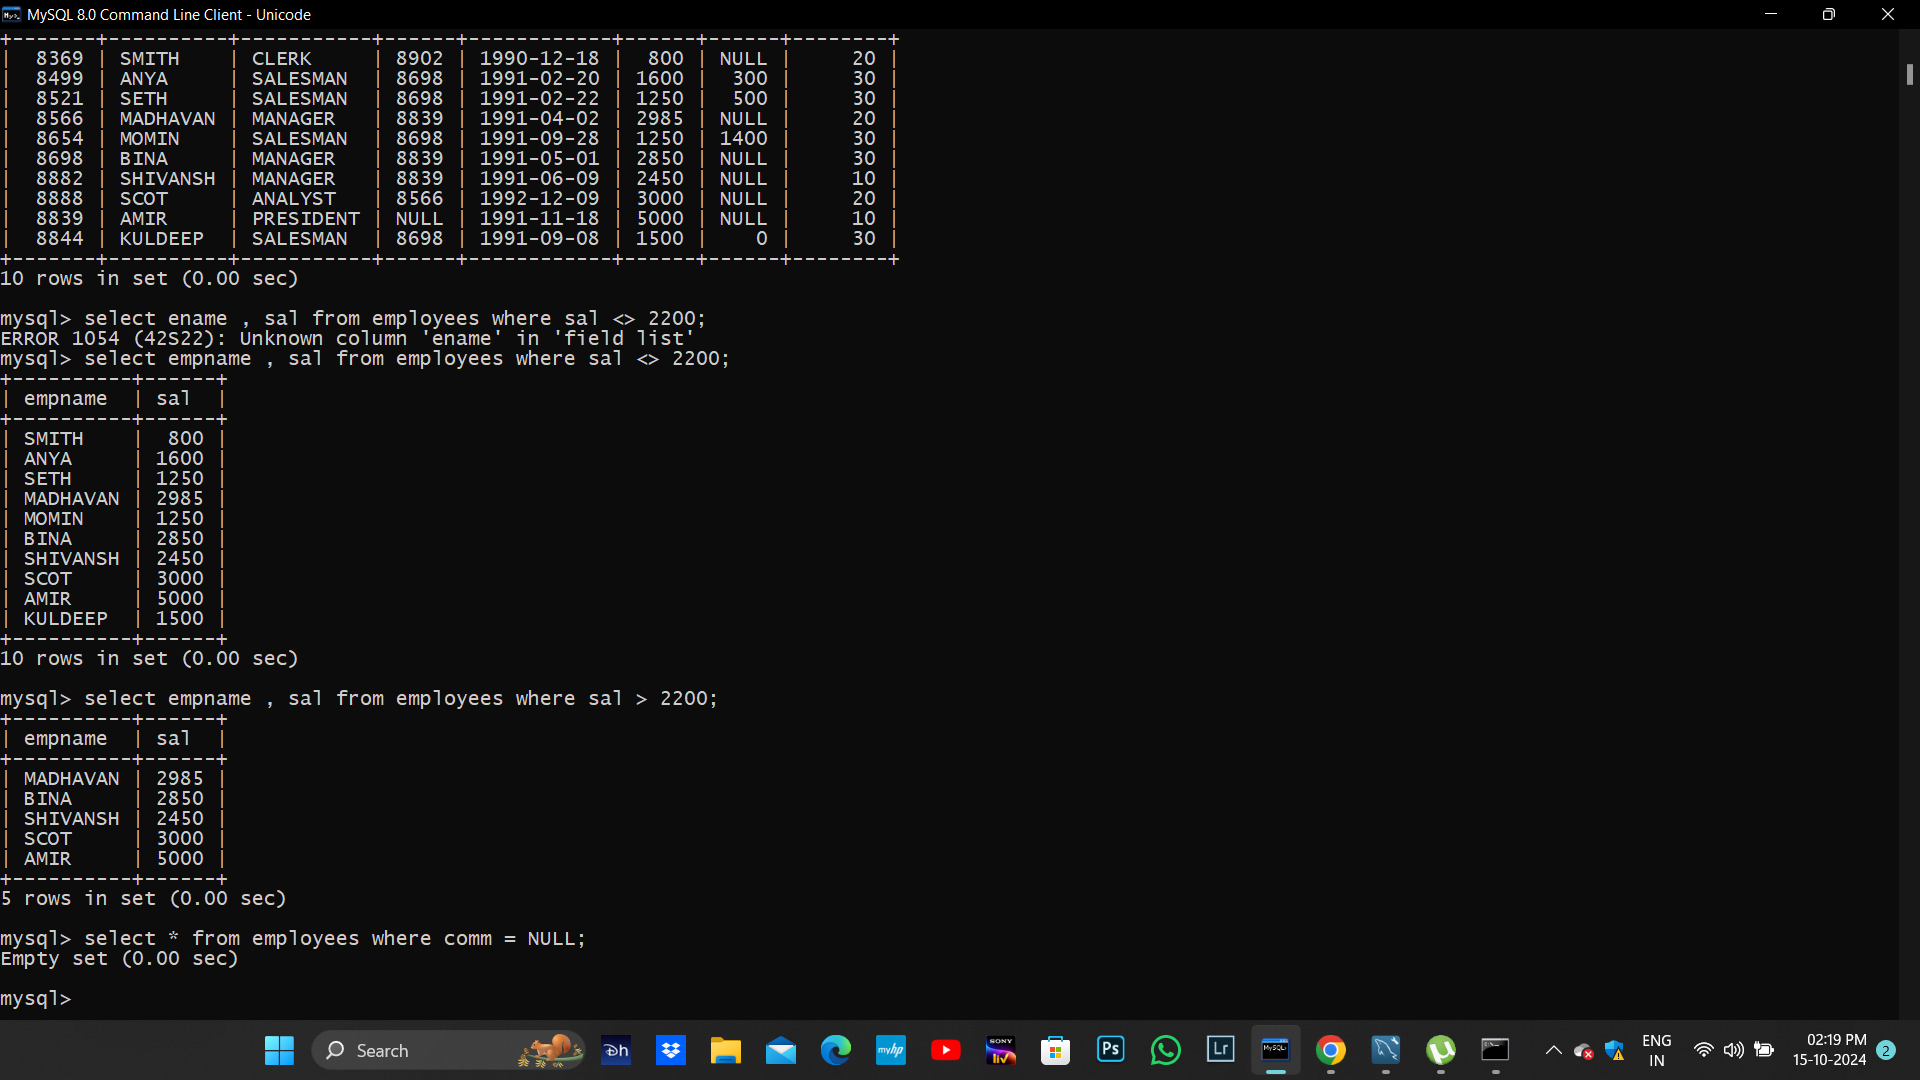 MySQL 8.0 Command Line Client - Unicode
+-------+----------+-----------+------+------------+------+------+--------+
|  8369 | SMITH    | CLERK     | 8902 | 1990-12-18 |  800 | NULL |     20 |
|  8499 | ANYA     | SALESMAN  | 8698 | 1991-02-20 | 1600 |  300 |     30 |
|  8521 | SETH     | SALESMAN  | 8698 | 1991-02-22 | 1250 |  500 |     30 |
|  8566 | MADHAVAN | MANAGER   | 8839 | 1991-04-02 | 2985 | NULL |     20 |
|  8654 | MOMIN    | SALESMAN  | 8698 | 1991-09-28 | 1250 | 1400 |     30 |
|  8698 | BINA     | MANAGER   | 8839 | 1991-05-01 | 2850 | NULL |     30 |
|  8882 | SHIVANSH | MANAGER   | 8839 | 1991-06-09 | 2450 | NULL |     10 |
|  8888 | SCOT     | ANALYST   | 8566 | 1992-12-09 | 3000 | NULL |     20 |
|  8839 | AMIR     | PRESIDENT | NULL | 1991-11-18 | 5000 | NULL |     10 |
|  8844 | KULDEEP  | SALESMAN  | 8698 | 1991-09-08 | 1500 |    0 |     30 |
+-------+----------+-----------+------+------------+------+------+--------+
10 rows in set (0.00 sec)
mysql> select ename , sal from employees where sal <> 2200;
ERROR 1054 (42S22): Unknown column 'ename' in 'field list'
mysql> select empname , sal from employees where sal <> 2200;
+----------+------+
| empname  | sal  |
+----------+------+
| SMITH    |  800 |
| ANYA     | 1600 |
| SETH     | 1250 |
| MADHAVAN | 2985 |
| MOMIN    | 1250 |
| BINA     | 2850 |
| SHIVANSH | 2450 |
| SCOT     | 3000 |
| AMIR     | 5000 |
| KULDEEP  | 1500 |
+----------+------+
10 rows in set (0.00 sec)
mysql> select empname , sal from employees where sal > 2200;
+----------+------+
| empname  | sal  |
+----------+------+
| MADHAVAN | 2985 |
| BINA     | 2850 |
| SHIVANSH | 2450 |
| SCOT     | 3000 |
| AMIR     | 5000 |
+----------+------+
5 rows in set (0.00 sec)
mysql> select * from employees where comm = NULL;
Empty set (0.00 sec)
mysql>
Search
Dh
myhp
SONY
liv
Ps
Lr
MySQL
ENG
IN
02:19 PM
15-10-2024
2